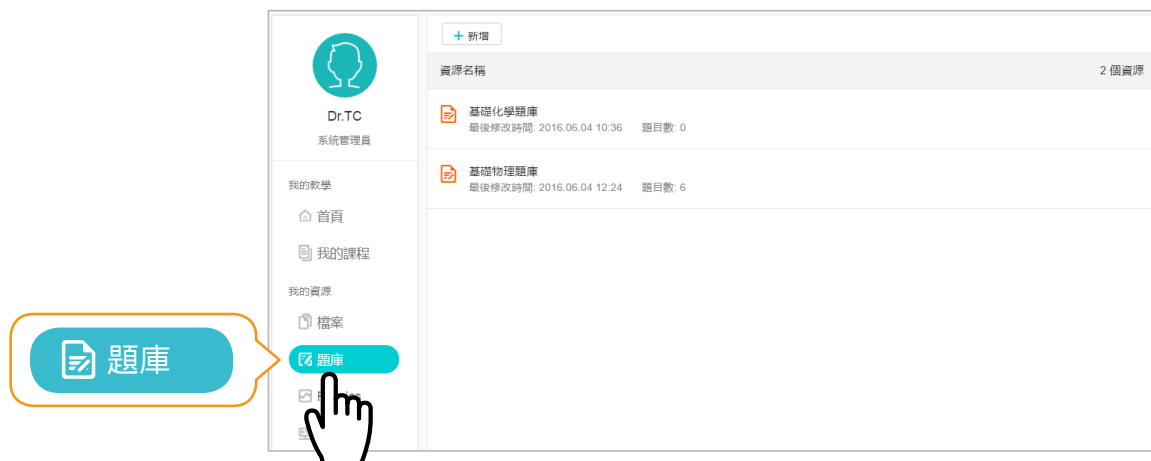 + 新增
資源名稱
2 個資源
Dr.TC
系統管理員
基礎化學題庫
最後修改時間: 2016.06.04 10:36 題目數: 0
基礎物理題庫
最後修改時間: 2016.06.04 12:24 題目數: 6
我的教學
首頁
我的課程
我的資源
檔案
題庫
題庫